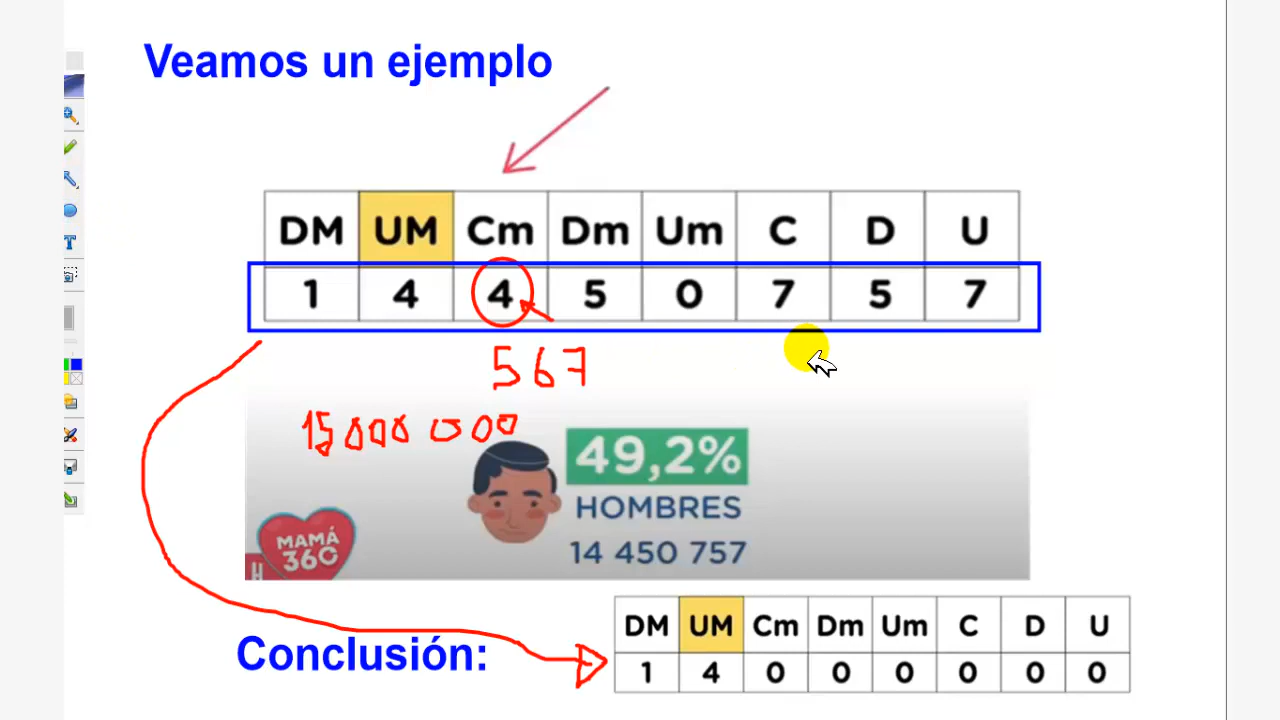 Veamos un ejemplo
DM UM Cm Dm Um C D U
1 4 4 5 0 7 5 7
567
15000 000
49,2%
HOMBRES
14 450 757
MAMÁ
360
H
Conclusión:
DM UM Cm Dm Um C D U
1 4 0 0 0 0 0 0